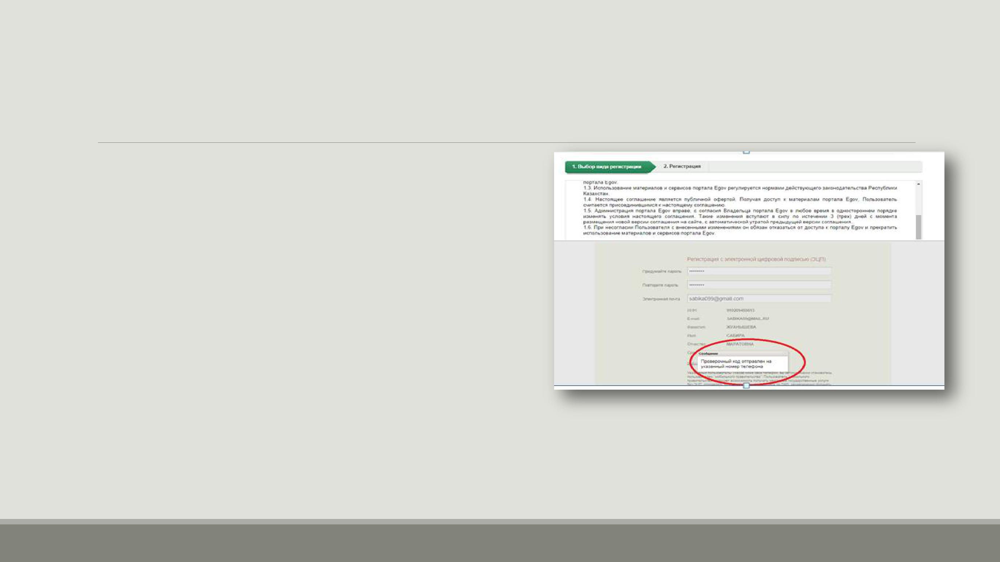 1. Выбор вида регистрации
2. Регистрация
портала Egov.
1.3. Использование материалов и сервисов портала Egov регулируется нормами действующего законодательства Республики
Казахстан.
1.4. Настоящее соглашение является публичной офертой. Получая доступ к материалам портала Egov, Пользователь
считается присоединившимся к настоящему соглашению.
1.5. Администрация портала Egov вправе, с согласия Владельца портала Egov в любое время в одностороннем порядке
изменять условия настоящего соглашения. Такие изменения вступают в силу по истечении 3 (трех) дней с момента
размещения новой версии соглашения на сайте, с автоматической утратой предыдущей версии соглашения.
1.6. При несогласии Пользователя с внесенными изменениями он обязан отказаться от доступа к порталу Egov и прекратить
использование материалов и сервисов портала Egov.
Регистрация с электронной цифровой подписью (ЭЦП)
Придумайте пароль
Повторите пароль
Электронная почта sabika099@gmail.com
ИИН
E-mail: SABIKA09@MAIL.RU
Фамилия:
Имя: САБИРА
Отчество: МАРАТОВНА
Сообщение
Проверочный код отправлен на
указанный номер телефона